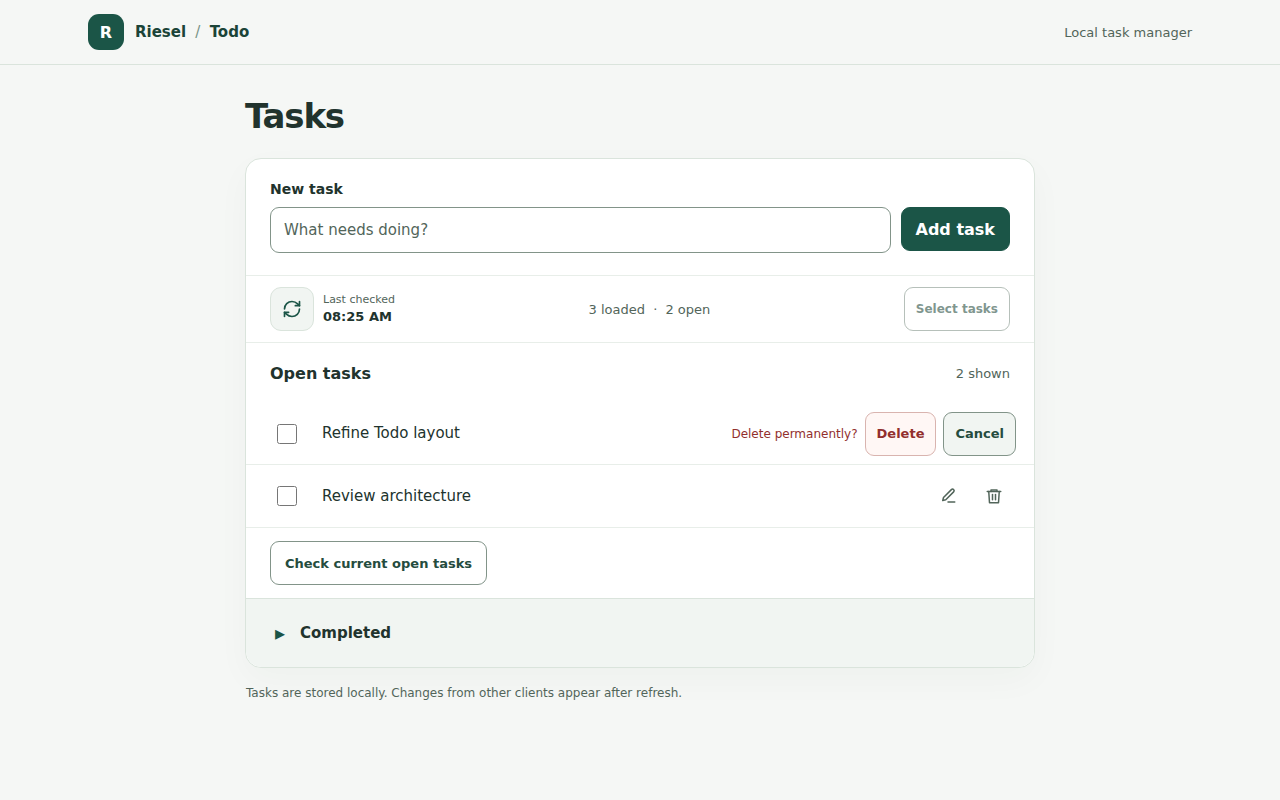 R Riesel / Todo
Local task manager
Tasks
New task
What needs doing?
Add task
Last checked
08:25 AM
3 loaded · 2 open
Select tasks
Open tasks
2 shown
Refine Todo layout
Delete permanently?
Delete
Cancel
Review architecture
Check current open tasks
Completed
Tasks are stored locally. Changes from other clients appear after refresh.